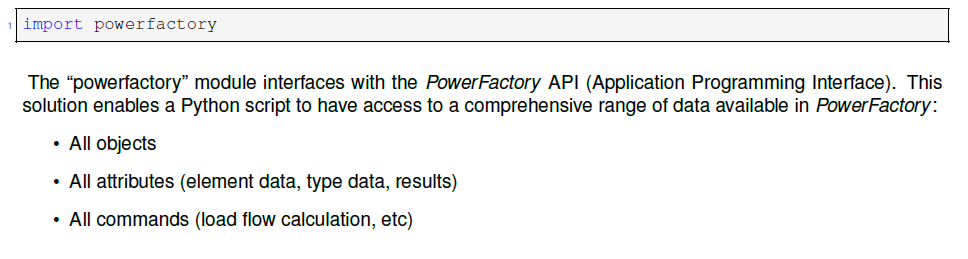 1 import powerfactory
The “powerfactory” module interfaces with the PowerFactory API (Application Programming Interface). This
solution enables a Python script to have access to a comprehensive range of data available in PowerFactory:
• All objects
• All attributes (element data, type data, results)
• All commands (load flow calculation, etc)